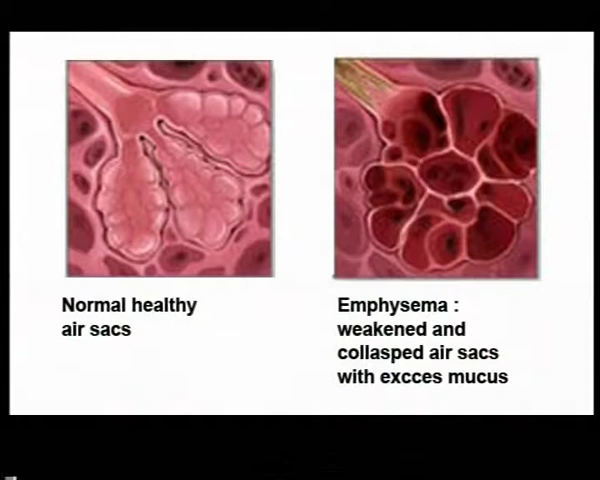 Normal healthy
air sacs
Emphysema :
weakened and
collasped air sacs
with excces mucus